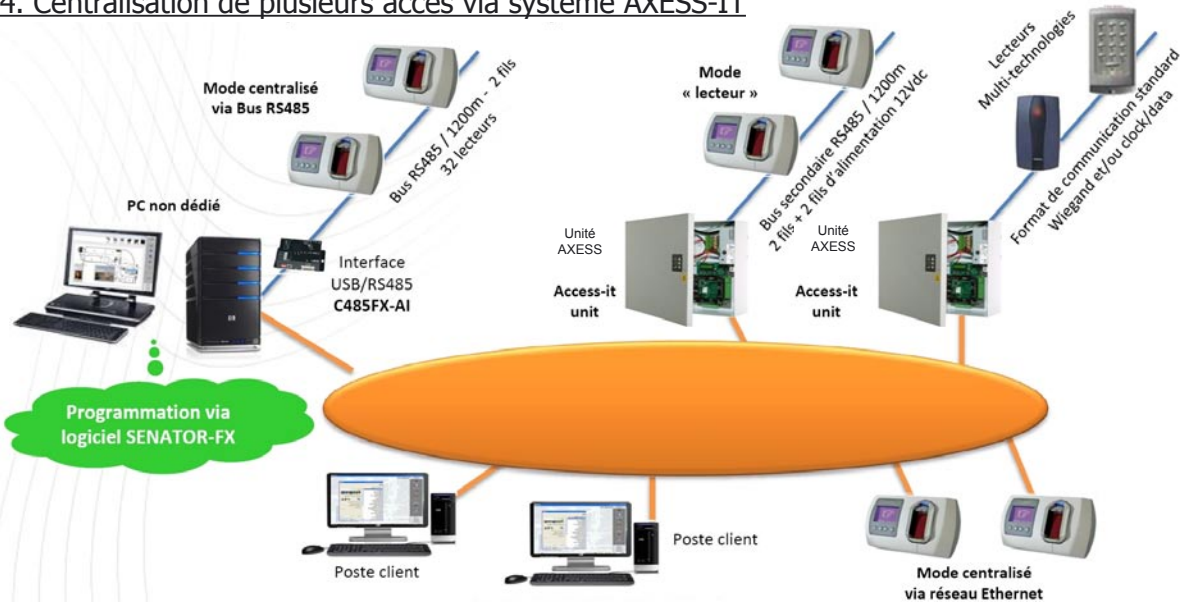 4. Centralisation de plusieurs accès via système AXESS-IT
Mode centralisé
via Bus RS485
Bus RS485 / 1200m - 2 fils
32 lecteurs
PC non dédié
Interface
USB/RS485
C485FX-AI
Programmation via
logiciel SENATOR-FX
Mode
« lecteur »
Bus secondaire RS485 / 1200m
2 fils + 2 fils d'alimentation 12Vdc
Unité
AXESS
Access-it
unit
Lecteurs
Multi-technologies
Format de communication standard
Wiegand et/ou clock/data
Unité
AXESS
Access-it
unit
Poste client
Poste client
Mode centralisé
via réseau Ethernet